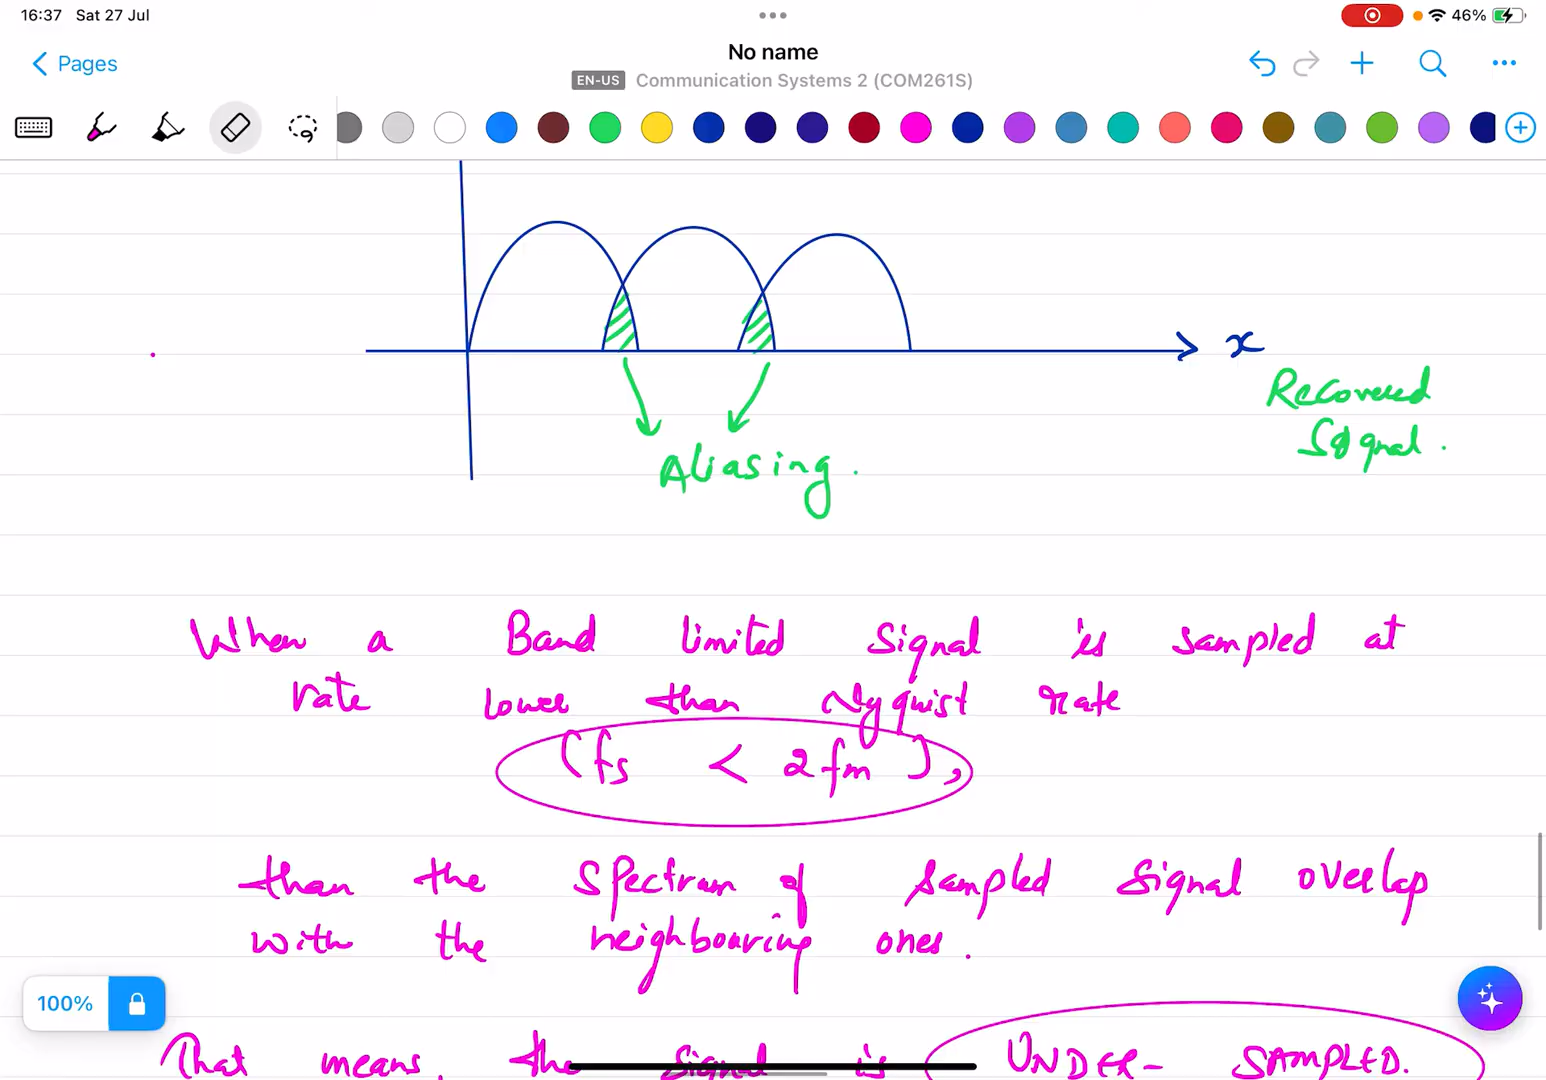 16:37 Sat 27 Jul
46%
Pages
No name
EN-US Communication Systems 2 (COM261S)
x
Recovered
Signal.
Aliasing.
When a Band limited signal is sampled at
rate lower than Nyquist rate
(fs < 2fm),
than the spectrum of sampled signal overlap
with the neighbouring ones.
100%
That means, the signal is UNDER-SAMPLED.